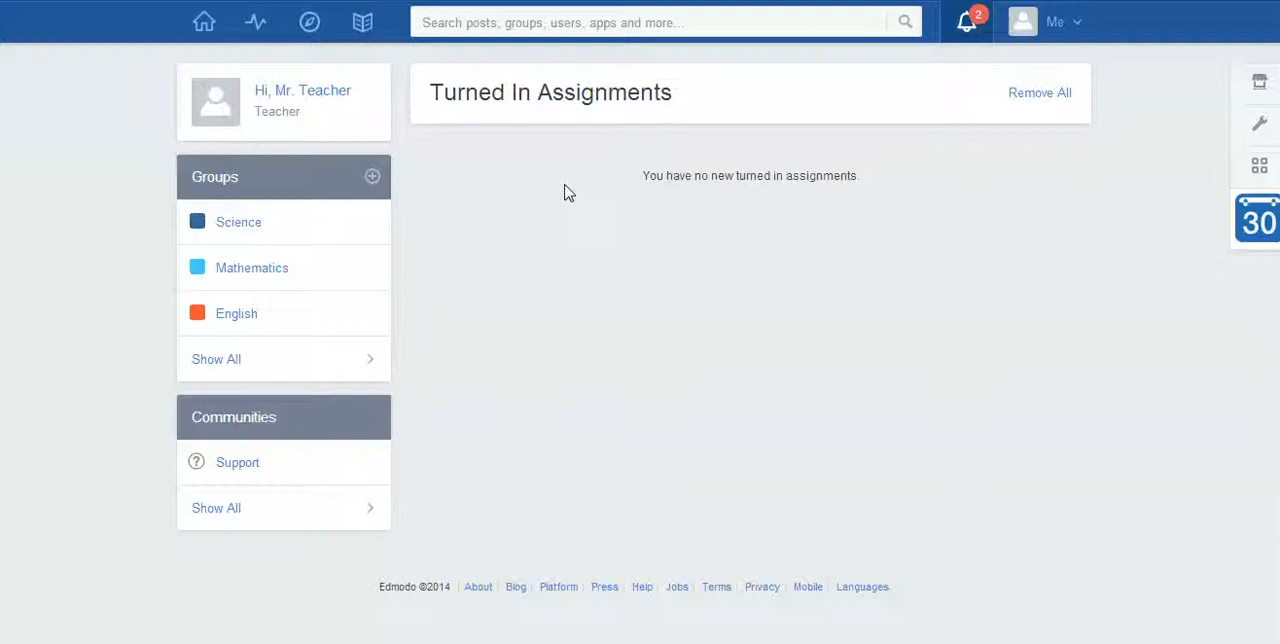 Search posts, groups, users, apps and more...
2
Me
Hi, Mr. Teacher
Teacher
Turned In Assignments
Remove All
You have no new turned in assignments.
Groups
Science
Mathematics
English
Show All
30
Communities
Support
Show All
Edmodo ©2014 | About | Blog | Platform | Press | Help | Jobs | Terms | Privacy | Mobile | Languages